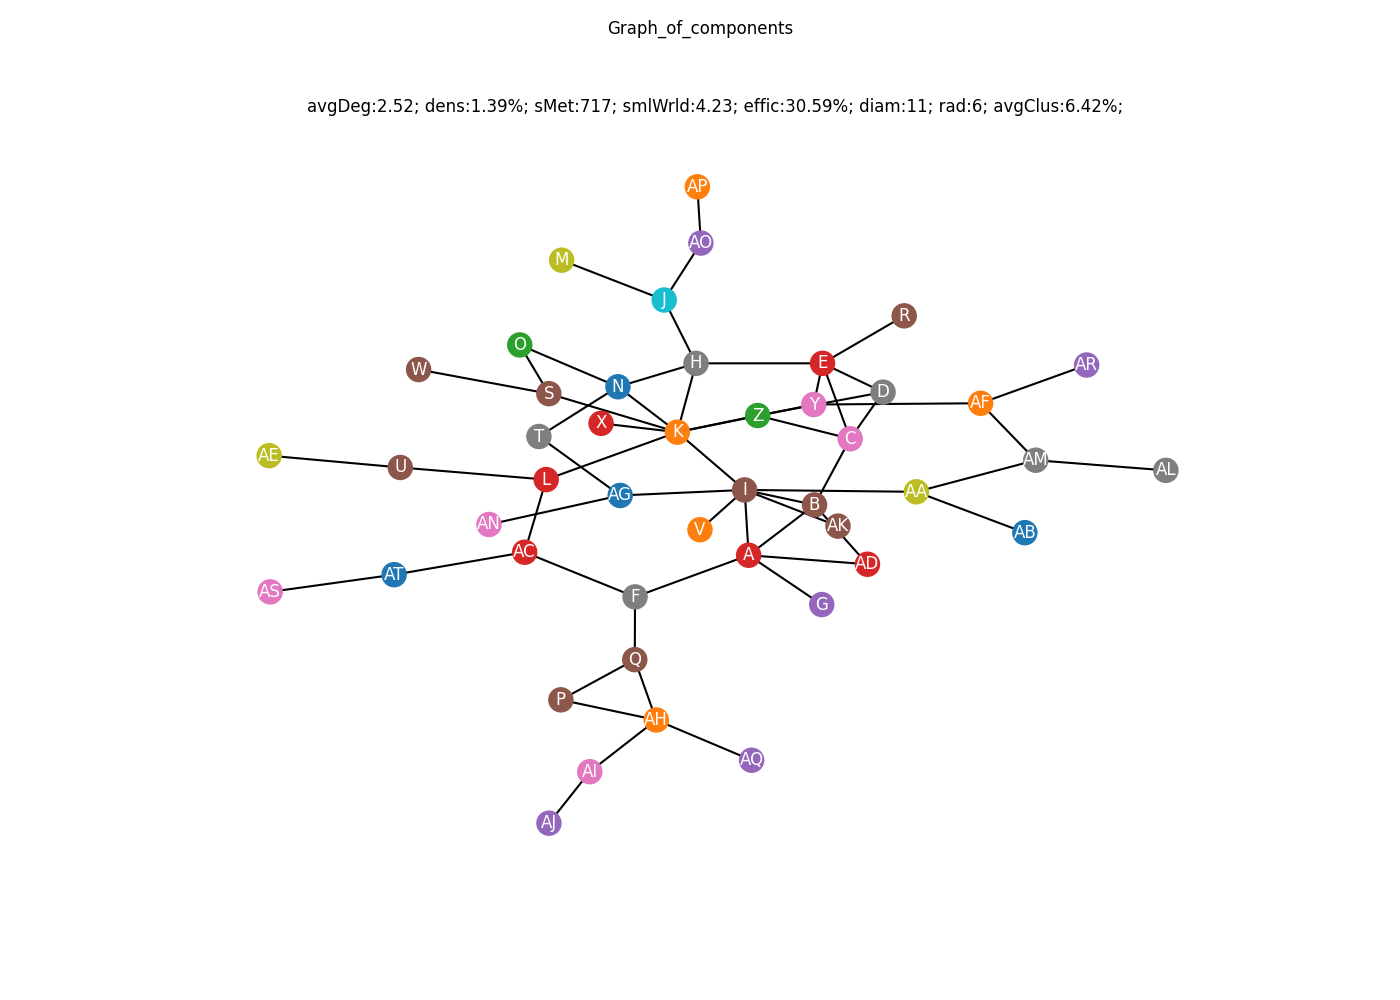 Graph_of_components
avgDeg:2.52; dens:1.39%; sMet:717; smlWrld:4.23; effic:30.59%; diam:11; rad:6; avgClus:6.42%;
AP
AO
M
J
R
O
H
E
AR
W
N
D
S
Y
AF
Z
X
K
T
C
AE
AM
U
AL
L
I
AA
AG
B
AN
AK
V
AB
AC
A
AD
AT
AS
F
G
Q
P
AH
AQ
AI
AJ